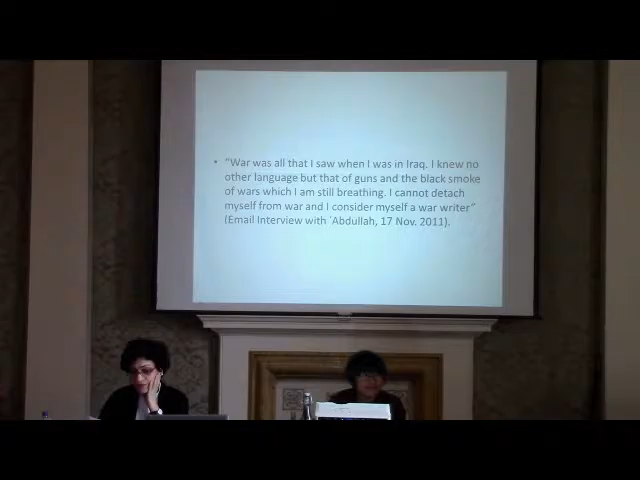 • “War was all that I saw when I was in Iraq. I knew no
other language but that of guns and the black smoke
of wars which I am still breathing. I cannot detach
myself from war and I consider myself a war writer”
(Email Interview with `Abdullah, 17 Nov. 2011).